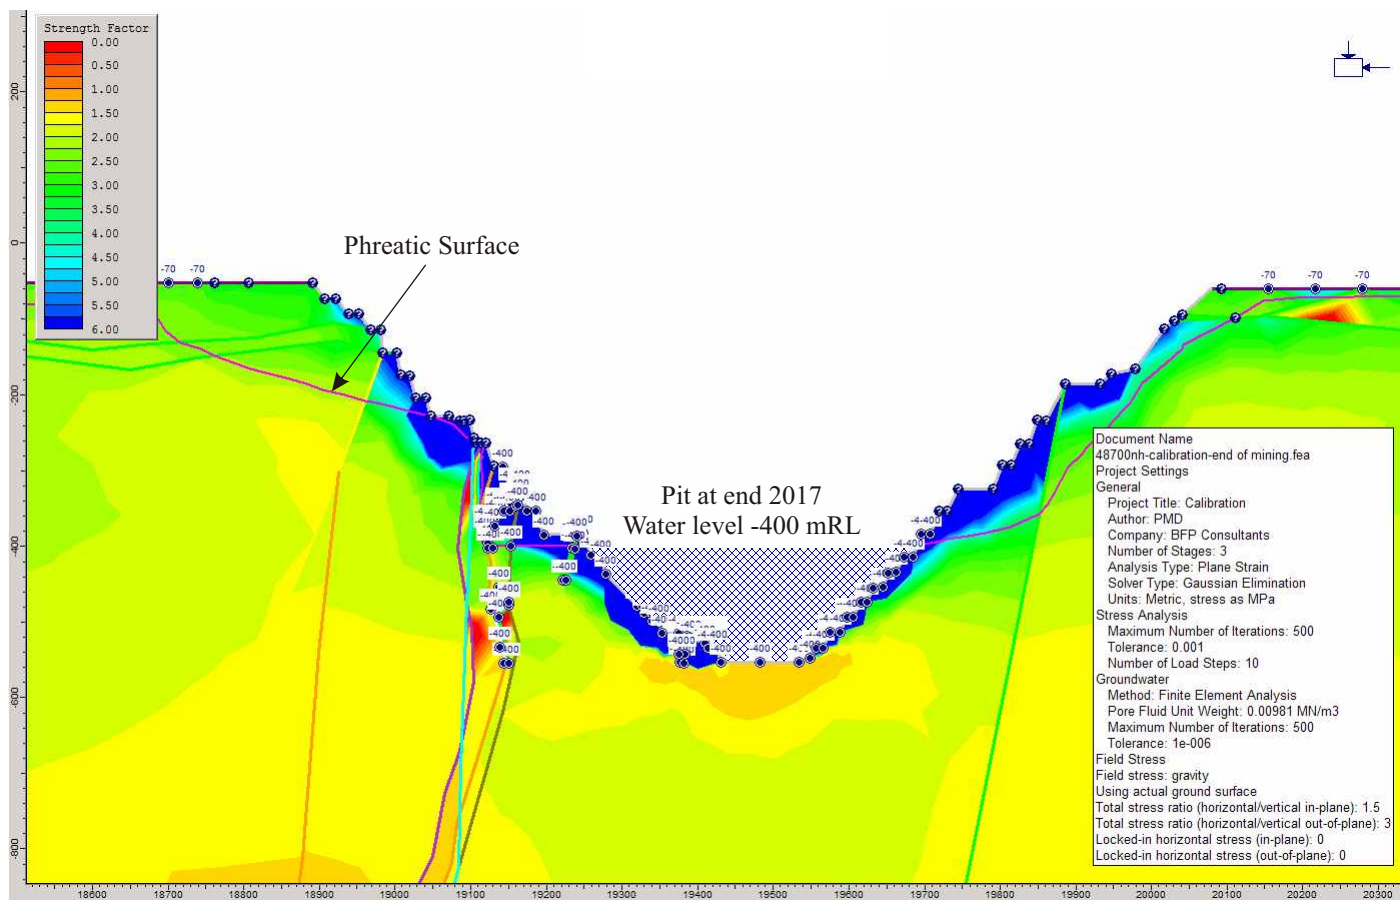 Strength Factor
0.00
0.50
1.00
1.50
2.00
2.50
3.00
3.50
4.00
4.50
5.00
5.50
6.00
200
0
-200
-400
-600
-800
Phreatic Surface
-70 -70
-70 -70 -70
Pit at end 2017
Water level -400 mRL
-400
-400
-400
-400
-400
-400
-400
-400
Document Name
48700nh-calibration-end of mining.fea
Project Settings
General
Project Title: Calibration
Author: PMD
Company: BFP Consultants
Number of Stages: 3
Analysis Type: Plane Strain
Solver Type: Gaussian Elimination
Units: Metric, stress as MPa
Stress Analysis
Maximum Number of Iterations: 500
Tolerance: 0.001
Number of Load Steps: 10
Groundwater
Method: Finite Element Analysis
Pore Fluid Unit Weight: 0.00981 MN/m3
Maximum Number of Iterations: 500
Tolerance: 1e-006
Field Stress
Field stress: gravity
Using actual ground surface
Total stress ratio (horizontal/vertical in-plane): 1.5
Total stress ratio (horizontal/vertical out-of-plane): 3
Locked-in horizontal stress (in-plane): 0
Locked-in horizontal stress (out-of-plane): 0
18600 18700 18800 18900 19000 19100 19200 19300 19400 19500 19600 19700 19800 19900 20000 20100 20200 20300